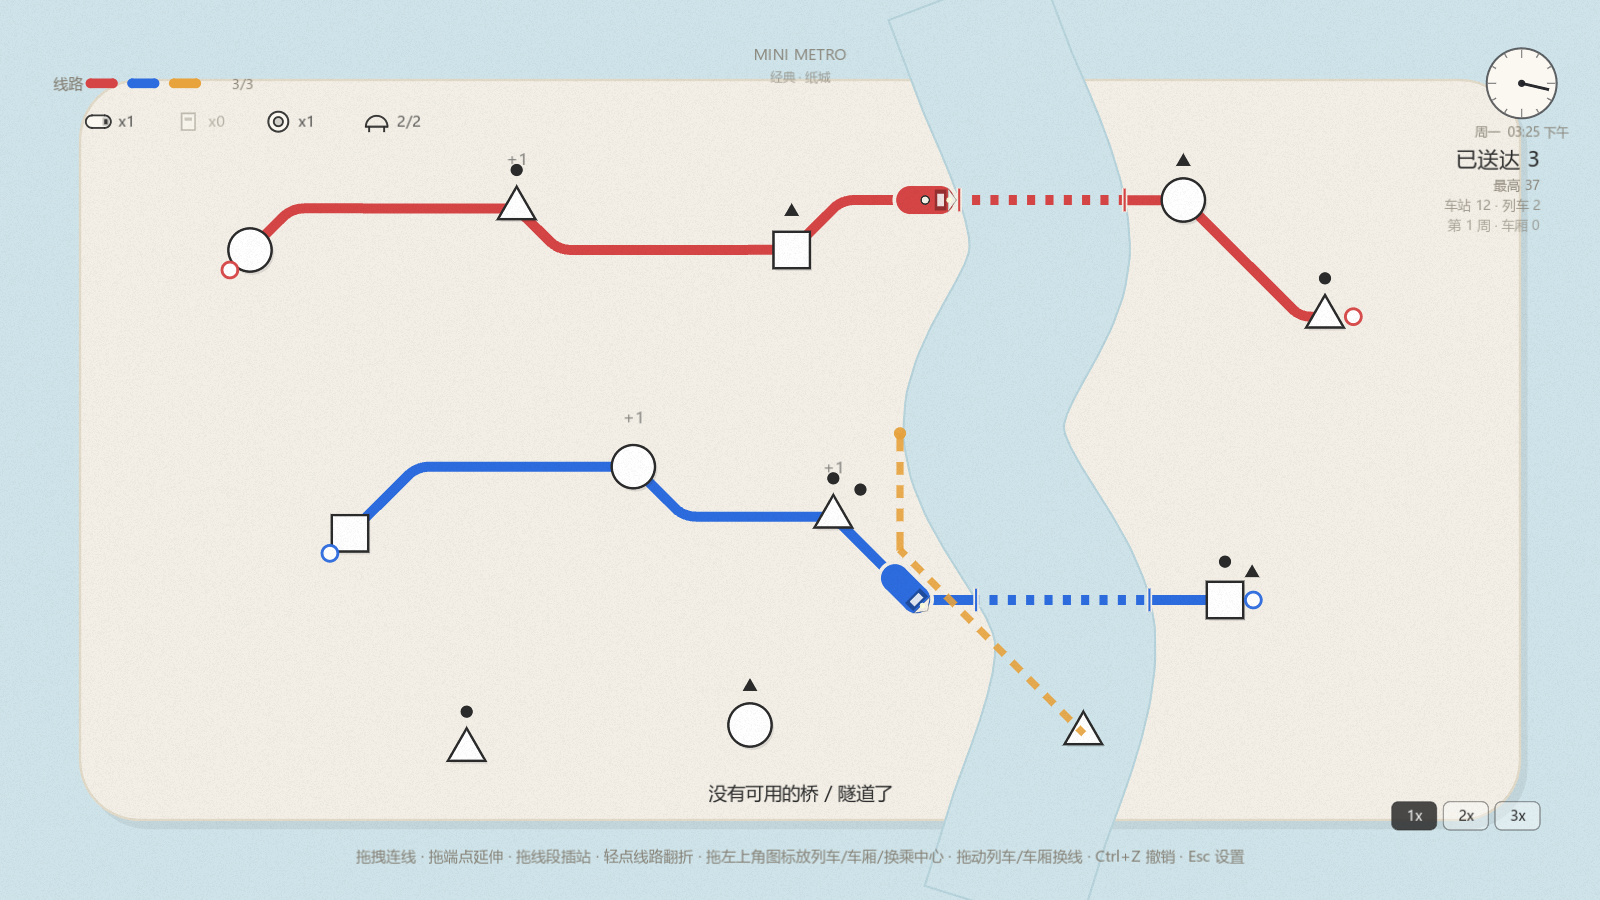 MINI METRO
经典 · 纸城
线路 3/3
x1 x0 x1 2/2
周一 03:25 下午
已送达 3
最高 37
车站 12 · 列车 2
第 1 周 · 车厢 0
+1
+1
+1
没有可用的桥 / 隧道了
1x 2x 3x
拖拽连线 · 拖端点延伸 · 拖线段插站 · 轻点线路翻折 · 拖左上角图标放列车/车厢/换乘中心 · 拖动列车/车厢换线 · Ctrl+Z 撤销 · Esc 设置